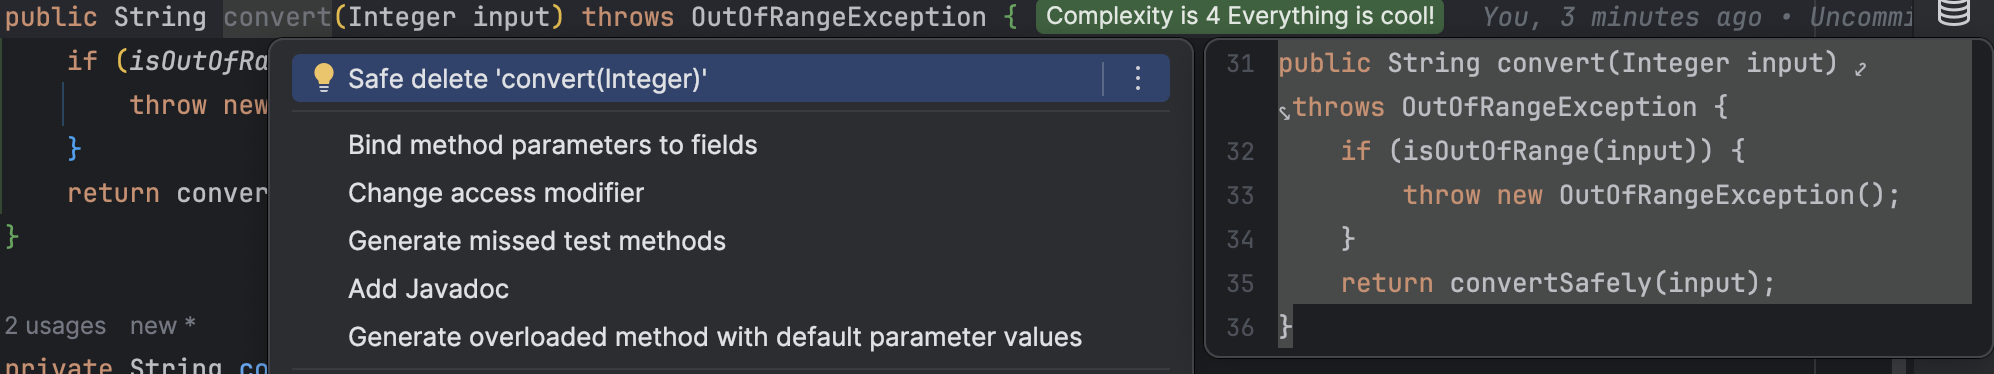 public String convert(Integer input) throws OutOfRangeException { Complexity is 4 Everything is cool! You, 3 minutes ago • Uncommi
if (isOutOfRa
throw new
}
return conver
}
2 usages new *
private String co
Safe delete 'convert(Integer)'
Bind method parameters to fields
Change access modifier
Generate missed test methods
Add Javadoc
Generate overloaded method with default parameter values
31 public String convert(Integer input)
throws OutOfRangeException {
32 if (isOutOfRange(input)) {
33 throw new OutOfRangeException();
34 }
35 return convertSafely(input);
36 }